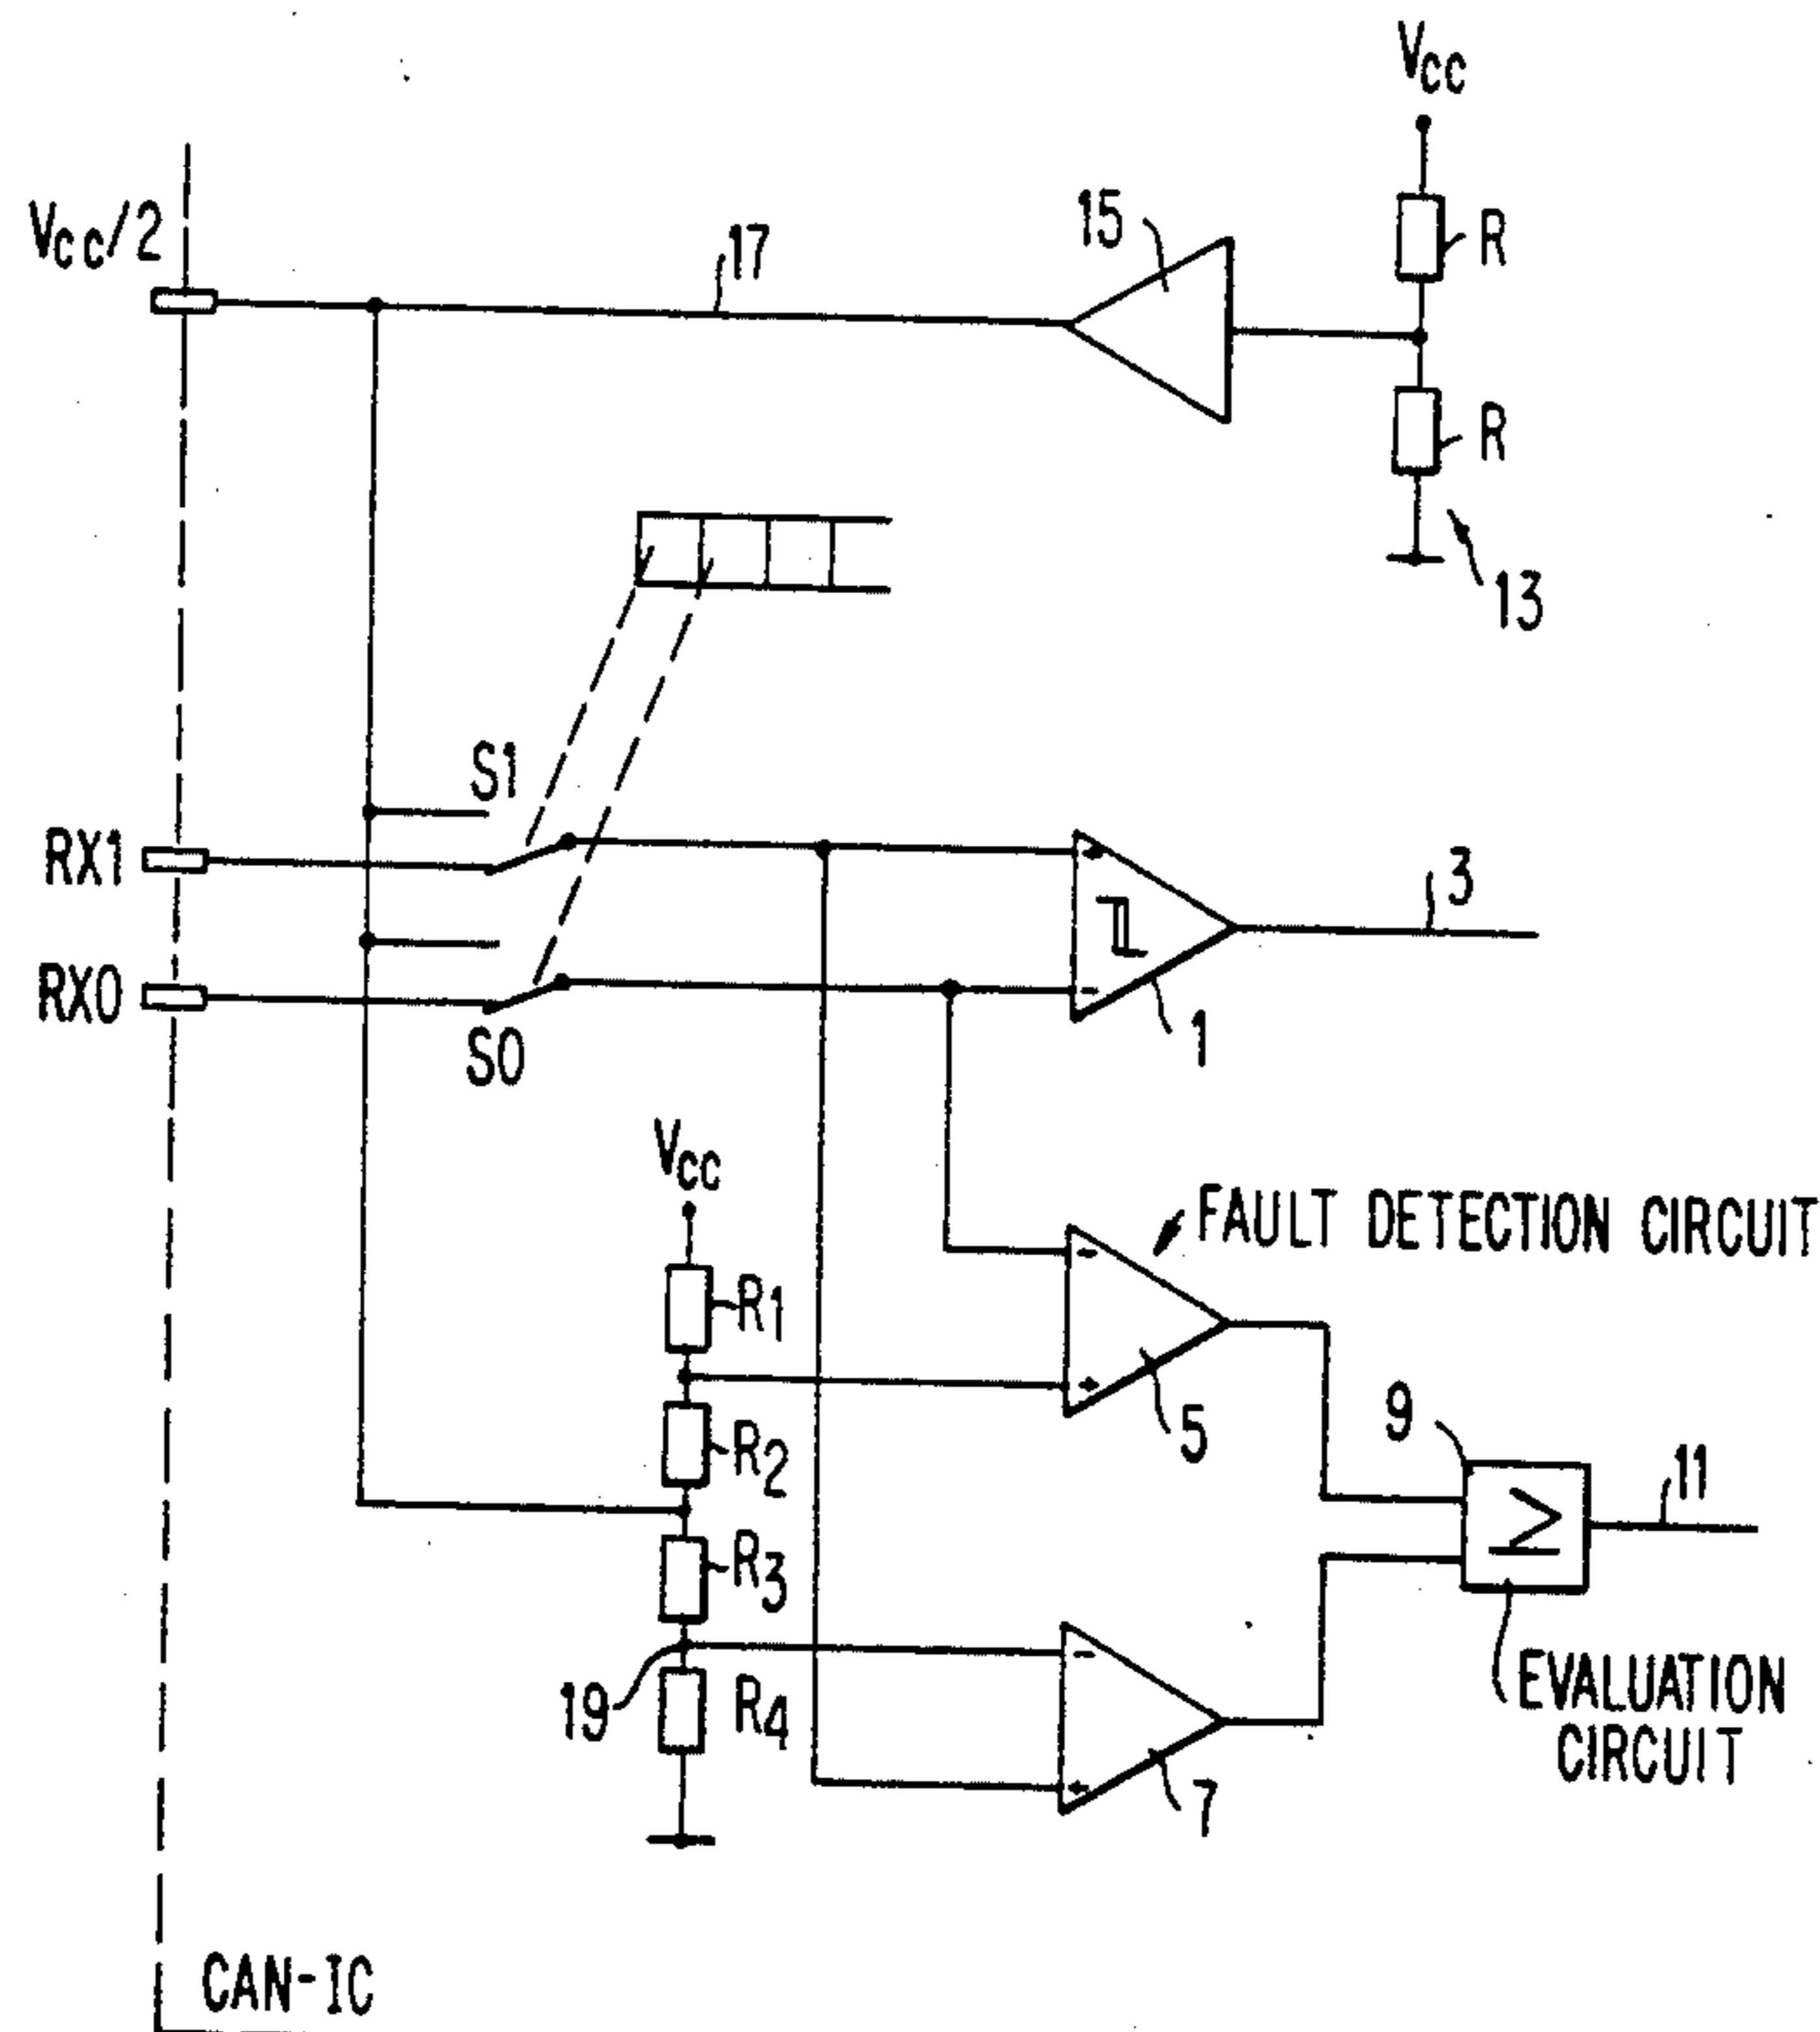 Vcc
Vcc/2
17
15
R
R
13
S1
RX1
3
RX0
S0
1
Vcc
FAULT DETECTION CIRCUIT
R1
5
R2
9
11
R3
19
R4
EVALUATION
CIRCUIT
7
CAN-IC